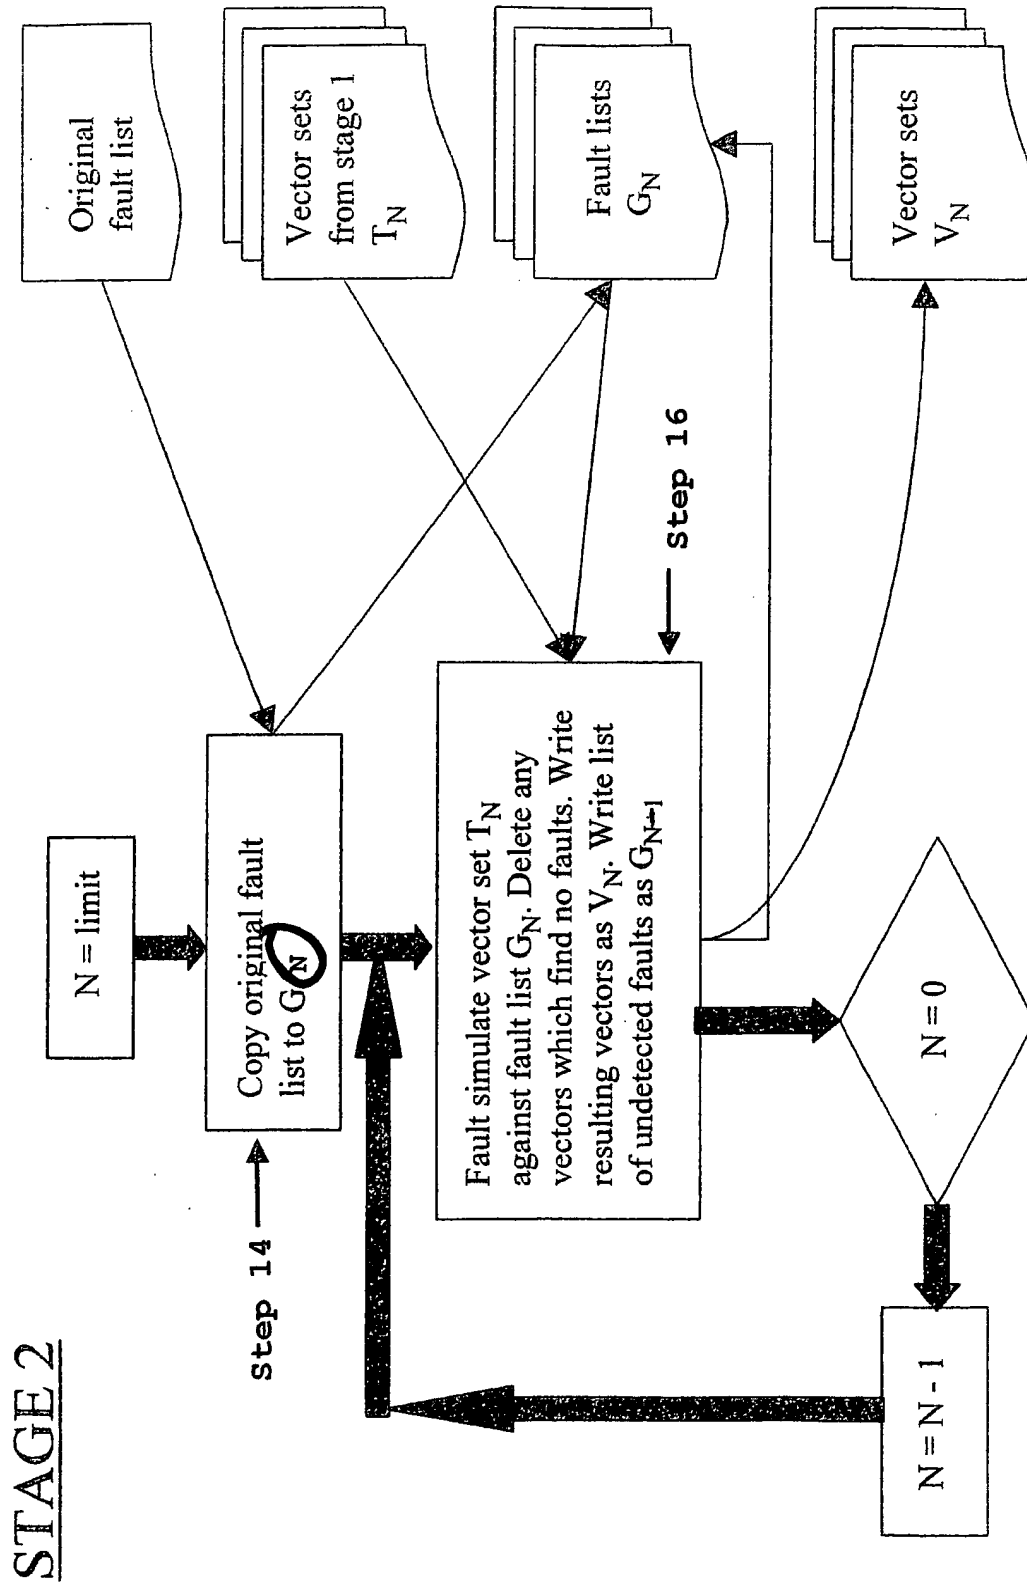 STAGE 2
N = limit
Step 14
Copy original fault
list to G_N
Fault simulate vector set T_N
against fault list G_N. Delete any
vectors which find no faults. Write
resulting vectors as V_N. Write list
of undetected faults as G_N-1
Step 16
N = 0
N = N - 1
Original
fault list
Vector sets
from stage 1
T_N
Fault lists
G_N
Vector sets
V_N